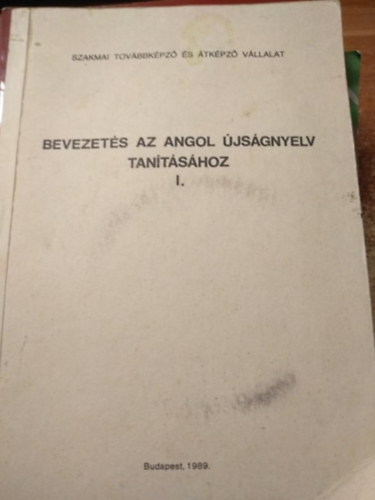 SZAKMAI TOVÁBBKÉPZŐ ÉS ÁTKÉPZŐ VÁLLALAT
BEVEZETÉS AZ ANGOL ÚJSÁGNYELV
TANÍTÁSÁHOZ
I.
Budapest, 1989.